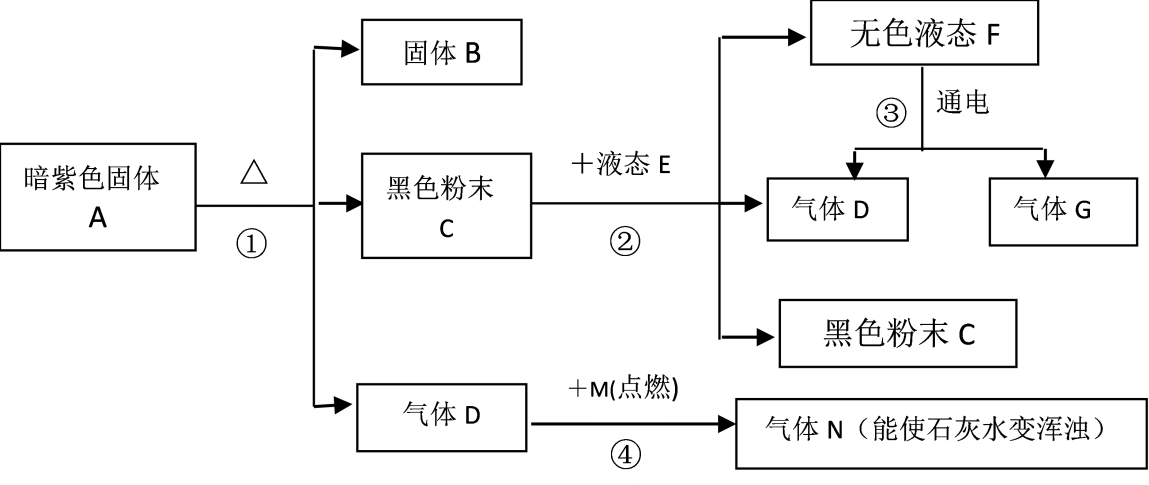 无色液态 F
固体 B
③
通电
暗紫色固体
A
△
①
黑色粉末
C
＋液态 E
②
气体 D
气体 G
黑色粉末 C
气体 D
＋M(点燃)
④
气体 N（能使石灰水变浑浊）